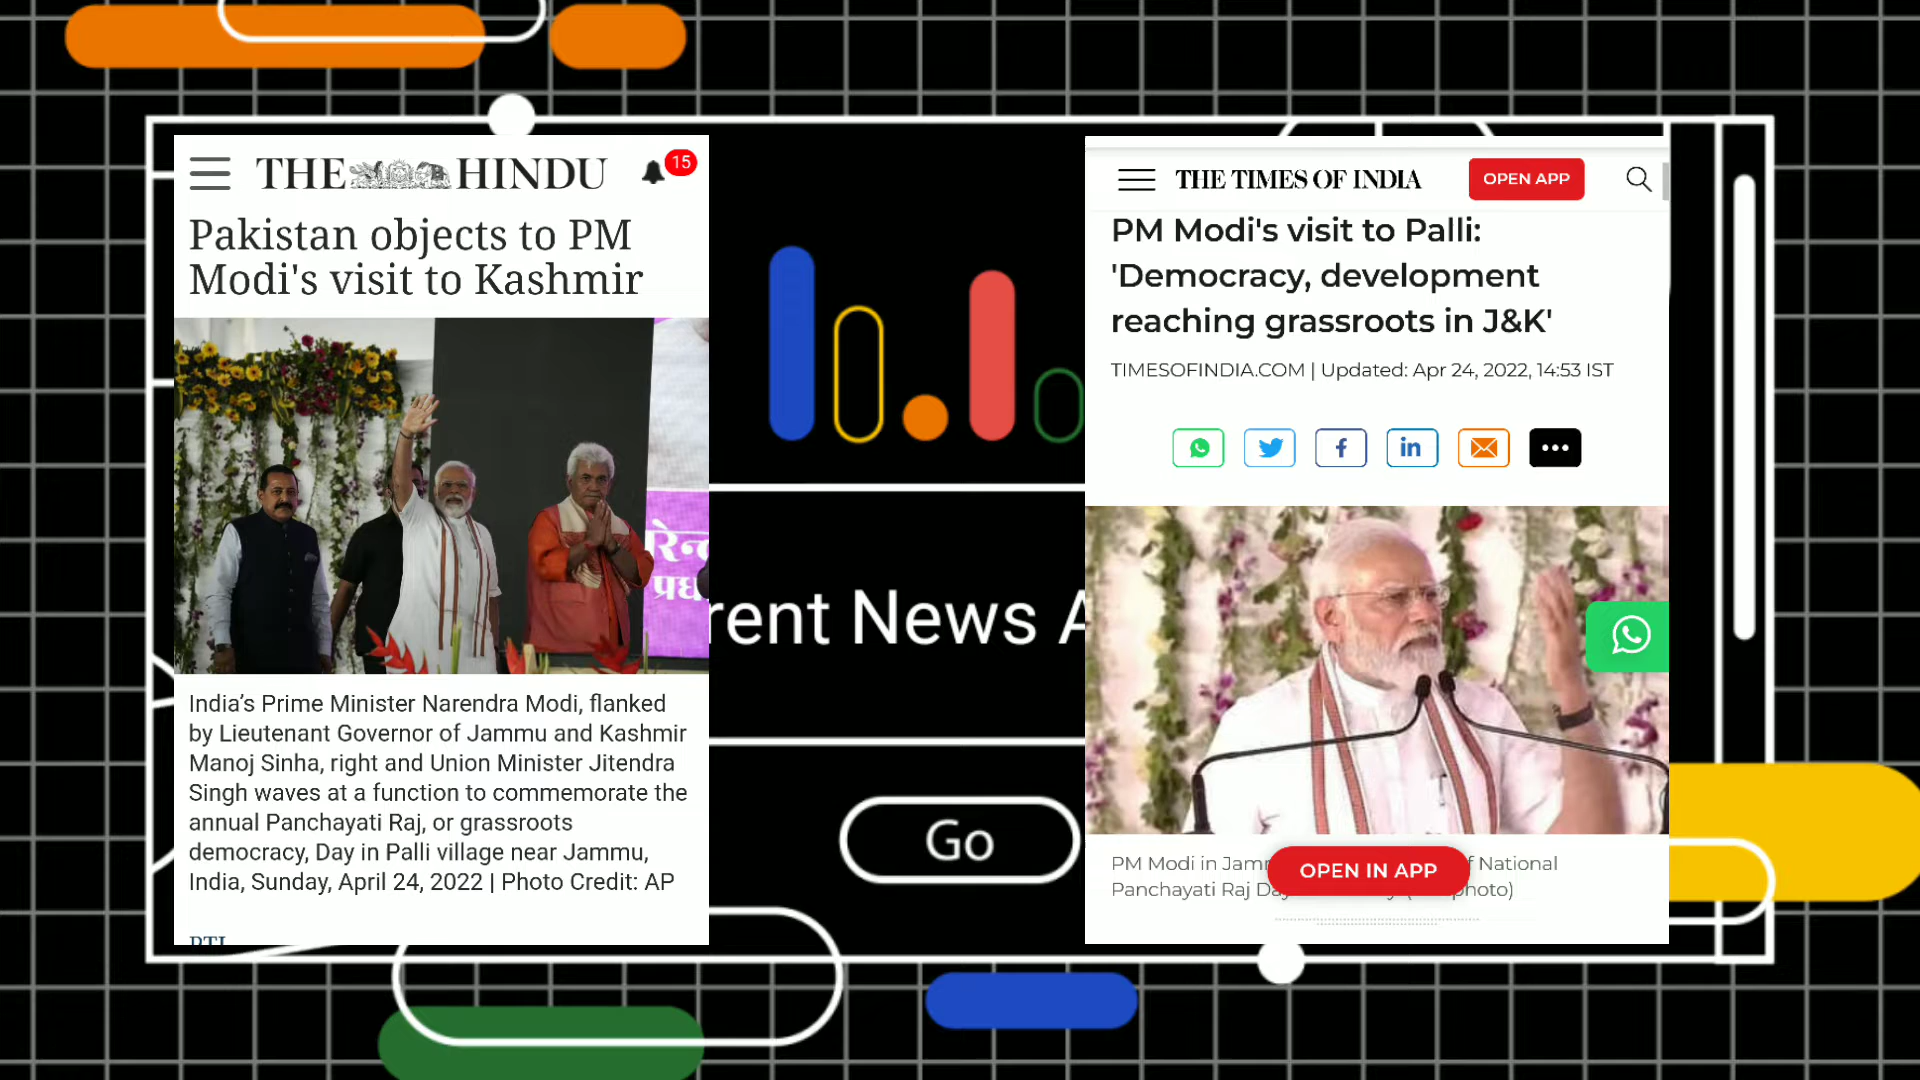 THE HINDU
15
Pakistan objects to PM
Modi's visit to Kashmir
रिन्
प्रध
India's Prime Minister Narendra Modi, flanked
by Lieutenant Governor of Jammu and Kashmir
Manoj Sinha, right and Union Minister Jitendra
Singh waves at a function to commemorate the
annual Panchayati Raj, or grassroots
democracy, Day in Palli village near Jammu,
India, Sunday, April 24, 2022 | Photo Credit: AP
PTI
rent News A
Go
THE TIMES OF INDIA
OPEN APP
PM Modi's visit to Palli:
'Democracy, development
reaching grassroots in J&K'
TIMESOFINDIA.COM | Updated: Apr 24, 2022, 14:53 IST
f
in
PM Modi in Jam f National
Panchayati Raj Da photo)
OPEN IN APP